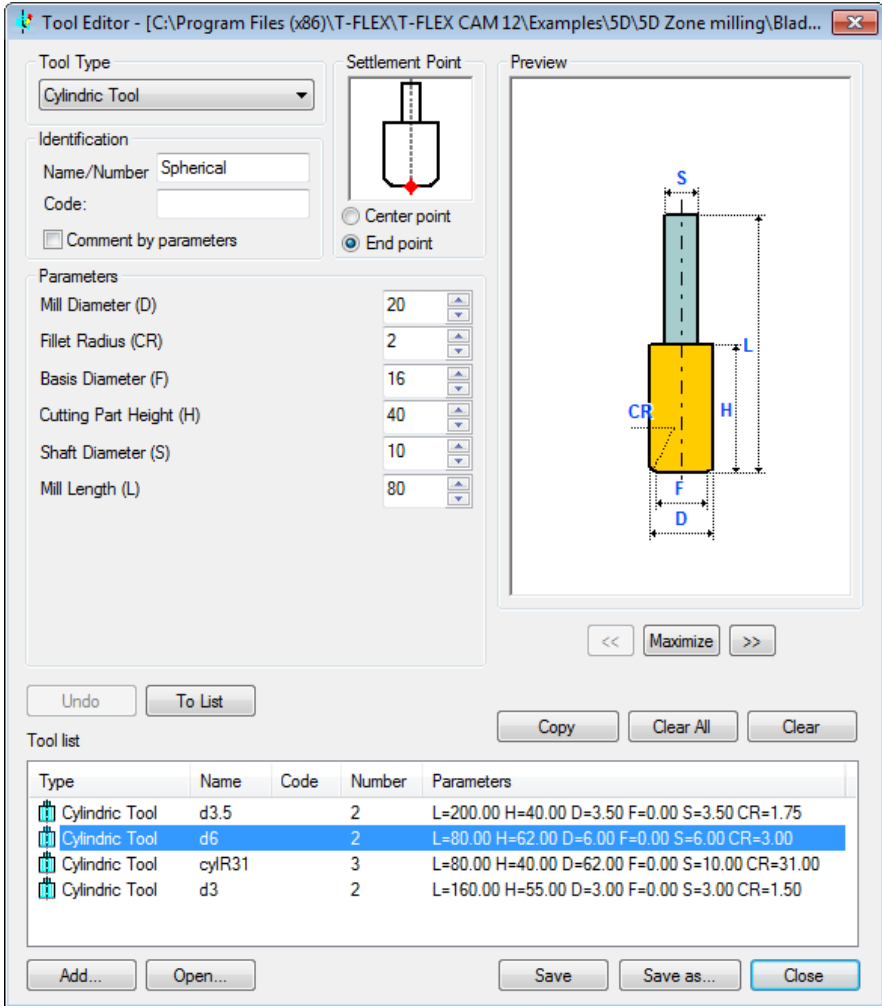 Tool Editor - [C:\Program Files (x86)\T-FLEX\T-FLEX CAM 12\Examples\5D\5D Zone milling\Blad...
Tool Type
Cylindric Tool
Identification
Name/Number Spherical
Code:
Comment by parameters
Settlement Point
Center point
End point
Parameters
Mill Diameter (D) 20
Fillet Radius (CR) 2
Basis Diameter (F) 16
Cutting Part Height (H) 40
Shaft Diameter (S) 10
Mill Length (L) 80
Preview
S
L
CR
H
F
D
<< Maximize >>
Undo To List
Copy Clear All Clear
Tool list
Type Name Code Number Parameters
Cylindric Tool d3.5 2 L=200.00 H=40.00 D=3.50 F=0.00 S=3.50 CR=1.75
Cylindric Tool d6 2 L=80.00 H=62.00 D=6.00 F=0.00 S=6.00 CR=3.00
Cylindric Tool cylR31 3 L=80.00 H=40.00 D=62.00 F=0.00 S=10.00 CR=31.00
Cylindric Tool d3 2 L=160.00 H=55.00 D=3.00 F=0.00 S=3.00 CR=1.50
Add... Open... Save Save as... Close